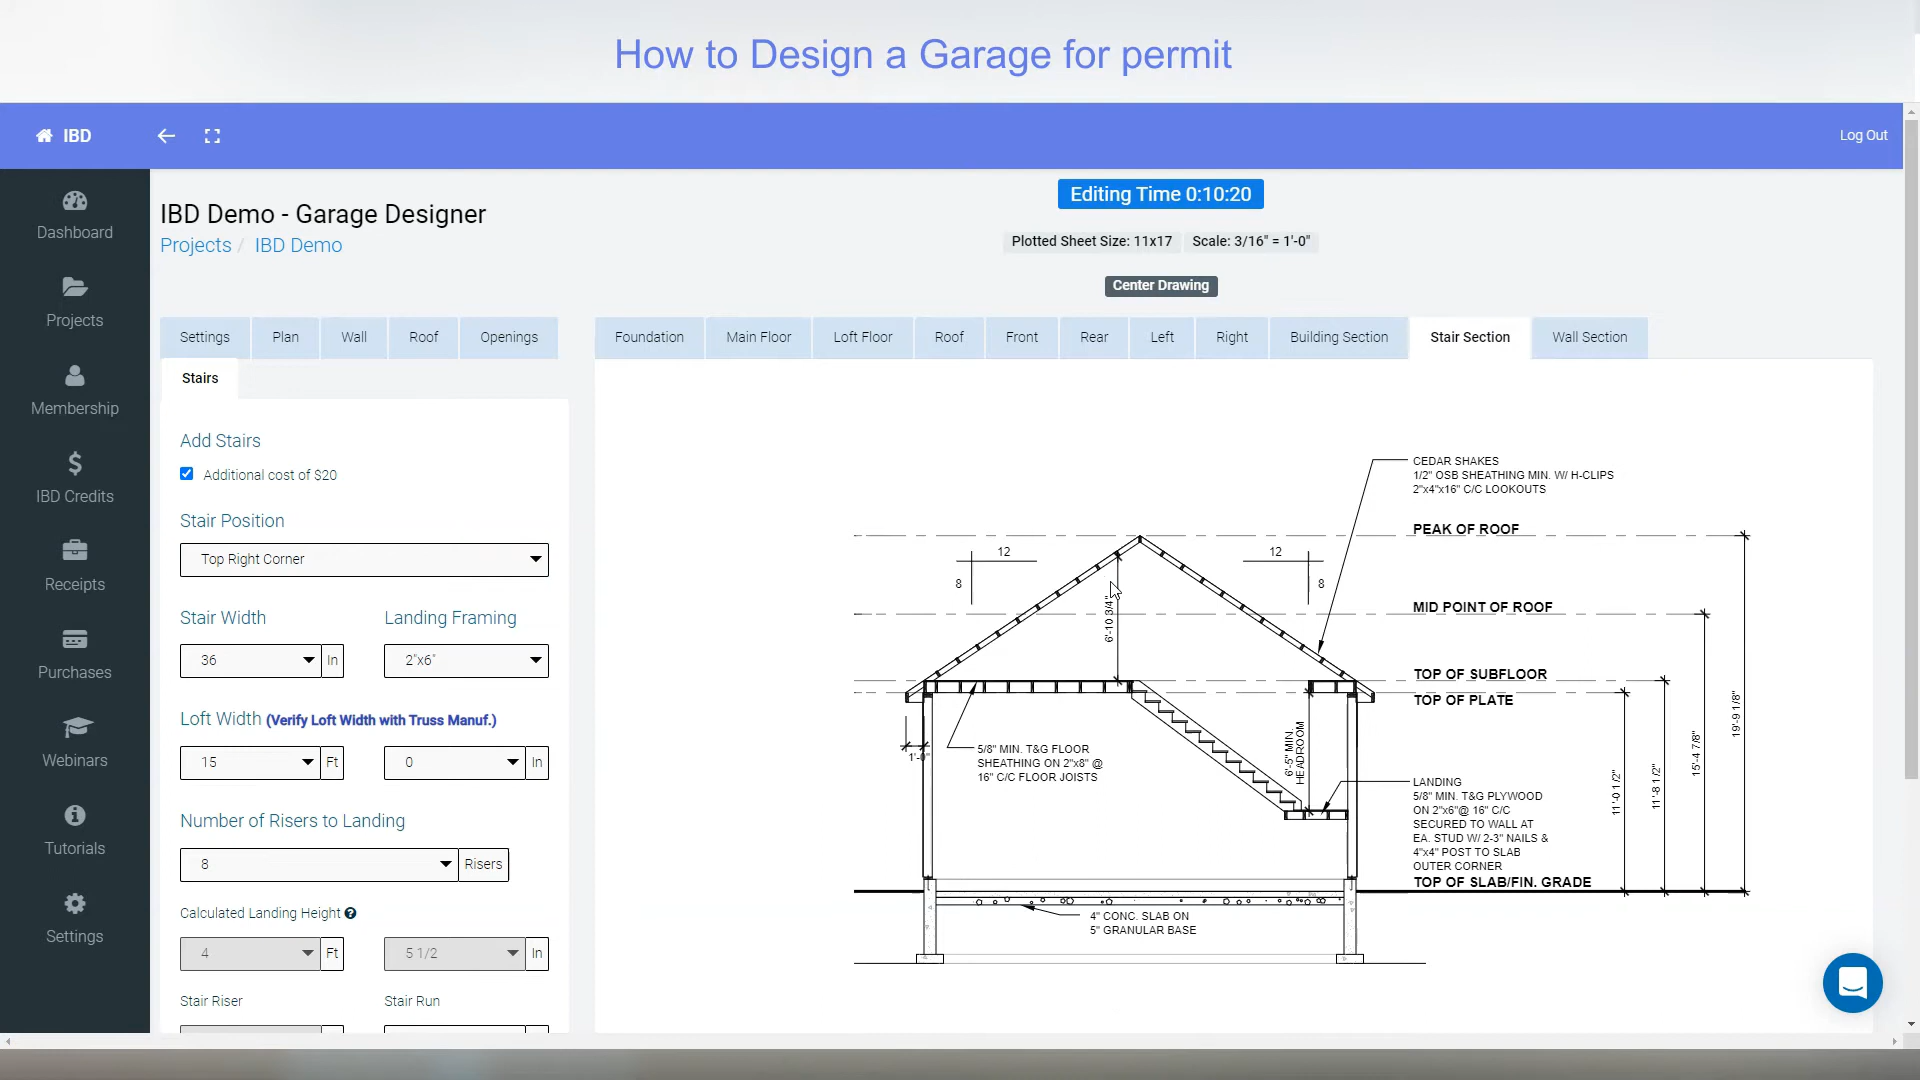 How to Design a Garage for permit
IBD
Log Out
Dashboard
Projects
Membership
IBD Credits
Receipts
Purchases
Webinars
Tutorials
Settings
IBD Demo - Garage Designer
Projects / IBD Demo
Editing Time 0:10:20
Plotted Sheet Size: 11x17 Scale: 3/16" = 1'-0"
Center Drawing
Settings Plan Wall Roof Openings
Stairs
Add Stairs
Additional cost of $20
Stair Position
Top Right Corner
Stair Width Landing Framing
36 In 2"x6"
Loft Width (Verify Loft Width with Truss Manuf.)
15 Ft 0 In
Number of Risers to Landing
8 Risers
Calculated Landing Height ?
4 Ft 5 1/2 In
Stair Riser Stair Run
Foundation Main Floor Loft Floor Roof Front Rear Left Right Building Section Stair Section Wall Section
CEDAR SHAKES
1/2" OSB SHEATHING MIN. W/ H-CLIPS
2"x4"x16" C/C LOOKOUTS
PEAK OF ROOF
12
8
12
8
MID POINT OF ROOF
6'-10 3/4"
TOP OF SUBFLOOR
TOP OF PLATE
1'-0"
5/8" MIN. T&G FLOOR
SHEATHING ON 2"x8" @
16" C/C FLOOR JOISTS
6'-5" MIN.
HEADROOM
LANDING
5/8" MIN. T&G PLYWOOD
ON 2"x6"@ 16" C/C
SECURED TO WALL AT
EA. STUD W/ 2-3" NAILS &
4"x4" POST TO SLAB
OUTER CORNER
TOP OF SLAB/FIN. GRADE
11'-0 1/2"
11'-8 1/2"
15'-4 7/8"
19'-9 1/8"
4" CONC. SLAB ON
5" GRANULAR BASE